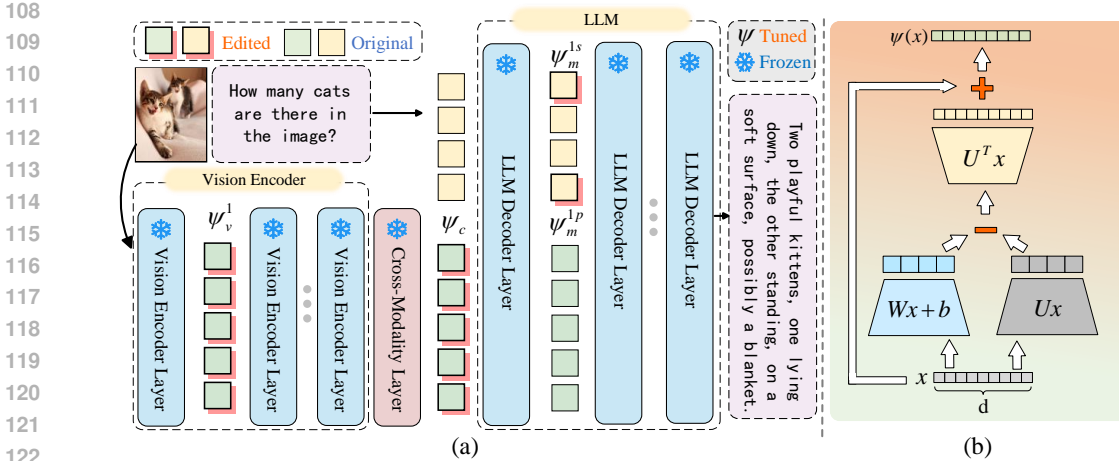 108
109
110
111
112
113
114
115
116
117
118
119
120
121
122
Edited
Original
How many cats
are there in
the image?
Vision Encoder
Vision Encoder Layer
ψ_v^1
Vision Encoder Layer
Vision Encoder Layer
Cross-Modality Layer
ψ_c
LLM
LLM Decoder Layer
ψ_m^{1s}
ψ_m^{1p}
LLM Decoder Layer
LLM Decoder Layer
ψ Tuned
Frozen
Two playful kittens, one lying
down, the other standing, on a
soft surface, possibly a blanket.
(a)
ψ(x)
U^T x
Wx+b
Ux
x
d
(b)